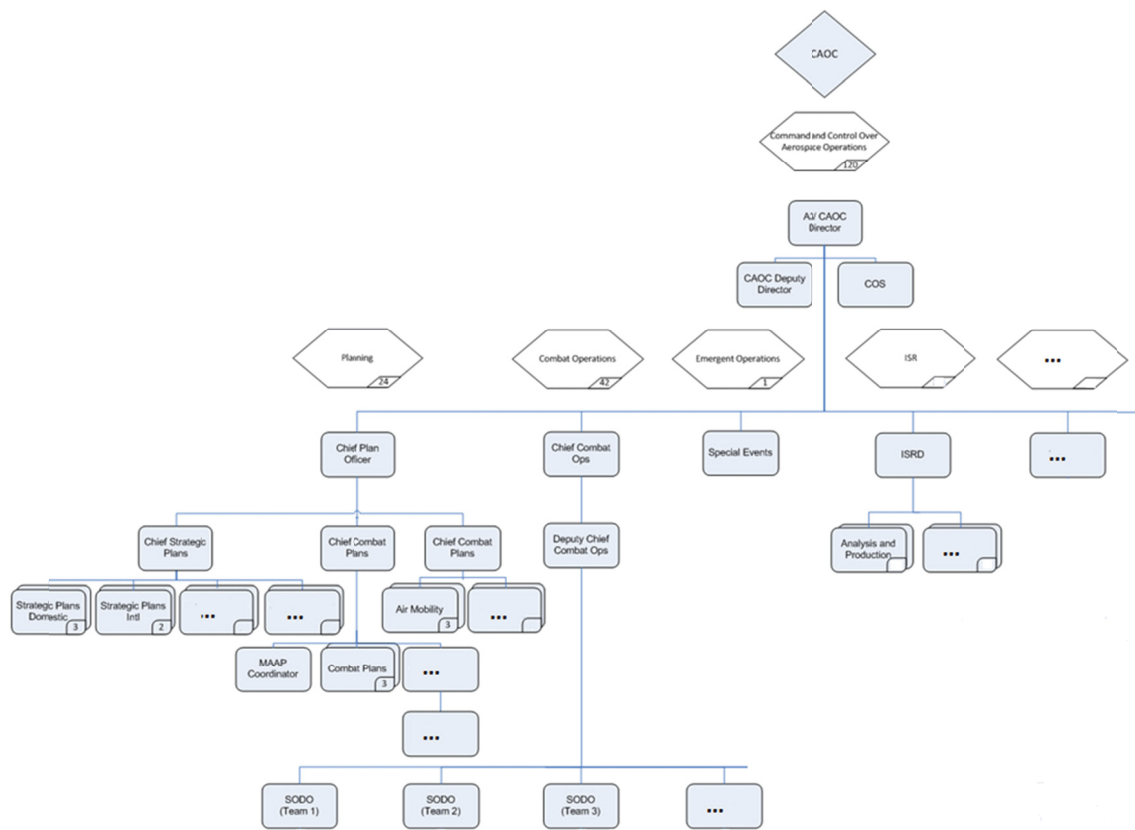 CAOC
Command and Control Over
Aerospace Operations
120
CAOC
Director
CAOC Deputy
Director
COS
Planning
24
Combat Operations
42
Emergent Operations
1
ISR
...
Chief Plan
Oficer
Chief Combat
Ops
Special Events
ISRD
...
Chief Strategic
Plans
Chief Combat
Plans
Chief Combat
Plans
Deputy Chief
Combat Ops
Analysis and
Production
...
Strategic Plans
Domestic
3
Strategic Plans
Intl
2
...
...
Air Mobility
3
...
MAAP
Coordinator
Combat Plans
3
...
...
SODO
(Team 1)
SODO
(Team 2)
SODO
(Team 3)
...